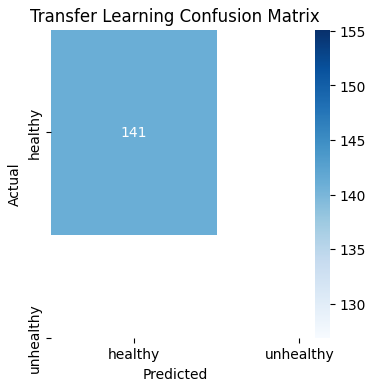 Transfer Learning Confusion Matrix
healthy
unhealthy
Actual
141
healthy
unhealthy
Predicted
155
150
145
140
135
130